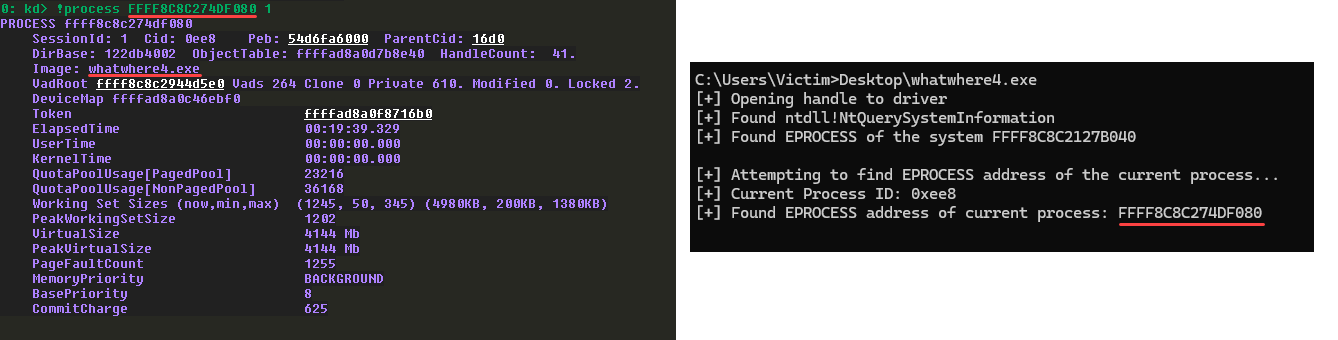 0: kd> !process FFFF8C8C274DF080 1
PROCESS ffff8c8c274df080
SessionId: 1 Cid: 0ee8 Peb: 54d6fa6000 ParentCid: 16d0
DirBase: 122db4002 ObjectTable: ffffad8a0d7b8e40 HandleCount: 41.
Image: whatwhere4.exe
VadRoot ffff8c8c2944d5e0 Vads 264 Clone 0 Private 610. Modified 0. Locked 2.
DeviceMap ffffad8a0c46ebf0
Token ffffad8a0f8716b0
ElapsedTime 00:19:39.329
UserTime 00:00:00.000
KernelTime 00:00:00.000
QuotaPoolUsage[PagedPool] 23216
QuotaPoolUsage[NonPagedPool] 36168
Working Set Sizes (now,min,max) (1245, 50, 345) (4980KB, 200KB, 1380KB)
PeakWorkingSetSize 1202
VirtualSize 4144 Mb
PeakVirtualSize 4144 Mb
PageFaultCount 1255
MemoryPriority BACKGROUND
BasePriority 8
CommitCharge 625
C:\Users\Victim>Desktop\whatwhere4.exe
[+] Opening handle to driver
[+] Found ntdll!NtQuerySystemInformation
[+] Found EPROCESS of the system FFFF8C8C2127B040
[+] Attempting to find EPROCESS address of the current process...
[+] Current Process ID: 0xee8
[+] Found EPROCESS address of current process: FFFF8C8C274DF080